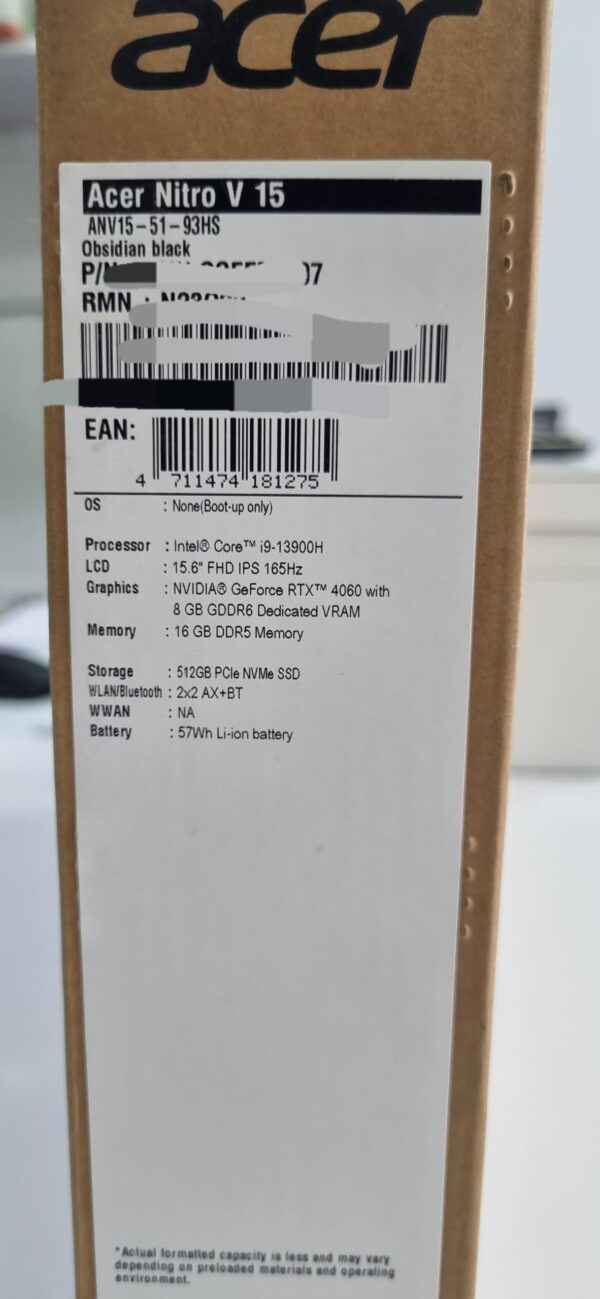 acer
Acer Nitro V 15
ANV15-51-93HS
Obsidian black
RMN :
EAN:
4 711474 181275
OS : None(Boot-up only)
Processor : Intel® Core™ i9-13900H
LCD : 15.6" FHD IPS 165Hz
Graphics : NVIDIA® GeForce RTX™ 4060 with
8 GB GDDR6 Dedicated VRAM
Memory : 16 GB DDR5 Memory
Storage : 512GB PCIe NVMe SSD
WLAN/Bluetooth : 2x2 AX+BT
WWAN : NA
Battery : 57Wh Li-ion battery
*Actual formatted capacity is less and may vary
depending on preloaded materials and operating
environment.